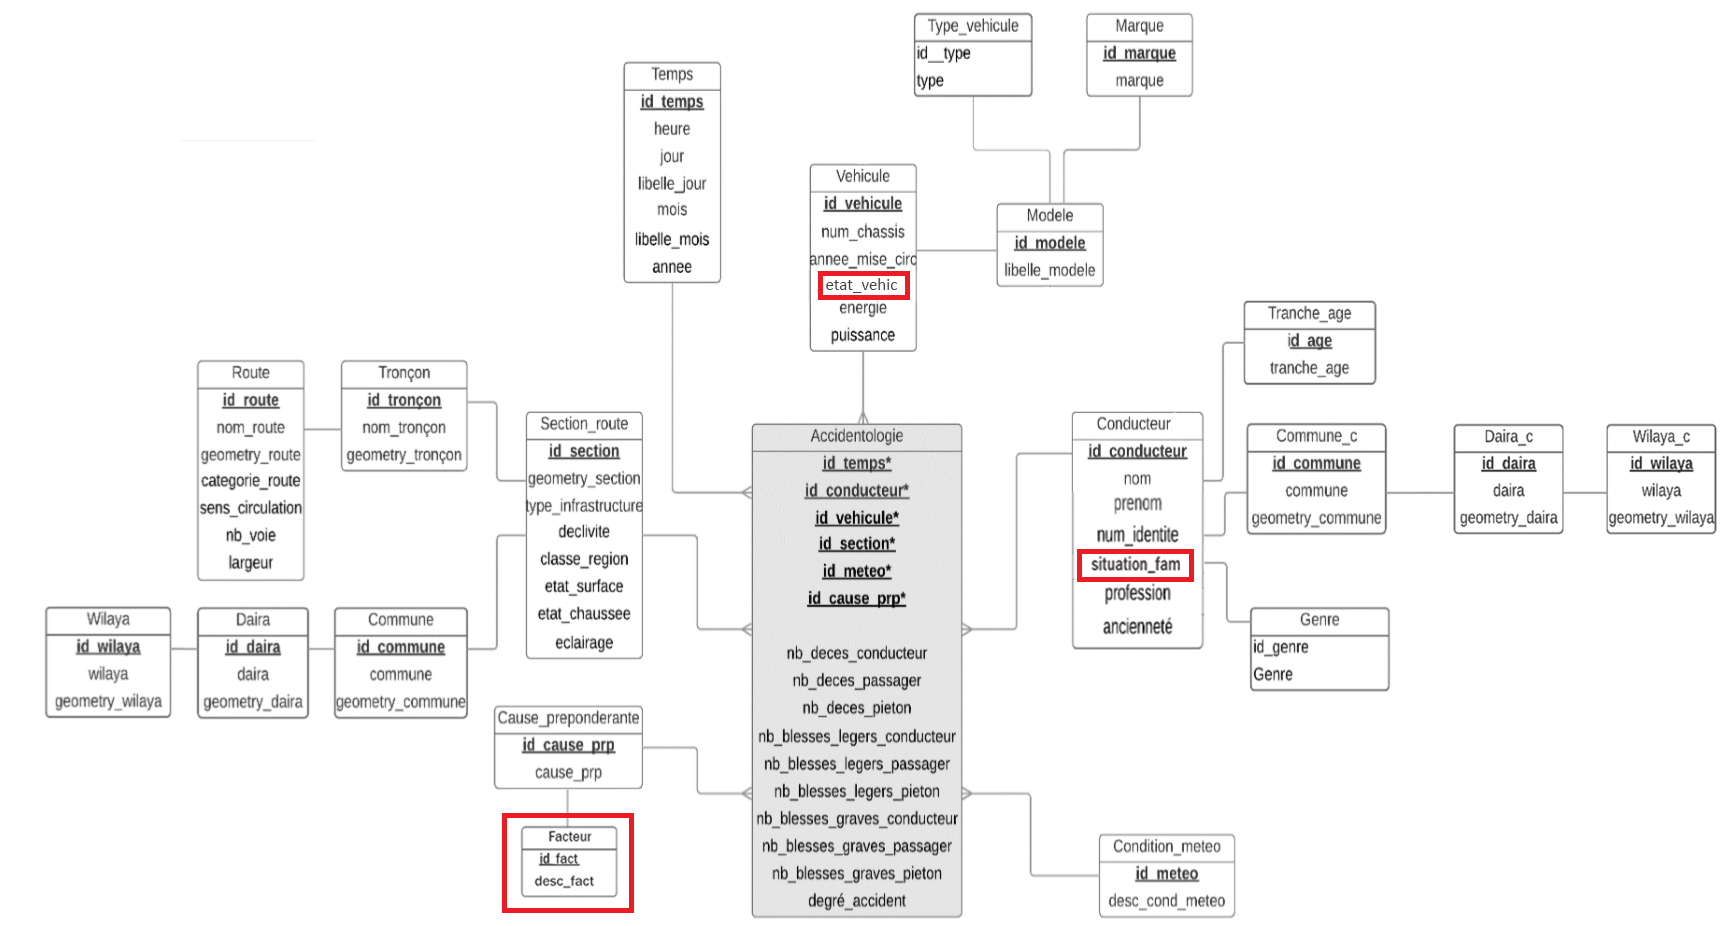 Type_vehicule
id__type
type
Marque
id_marque
marque
Temps
id_temps
heure
jour
libelle_jour
mois
libelle_mois
annee
Vehicule
id_vehicule
num_chassis
annee_mise_circ
etat_vehic
energie
puissance
Modele
id_modele
libelle_modele
Tranche_age
id_age
tranche_age
Route
id_route
nom_route
geometry_route
categorie_route
sens_circulation
nb_voie
largeur
Tronçon
id_tronçon
nom_tronçon
geometry_tronçon
Section_route
id_section
geometry_section
type_infrastructure
declivite
classe_region
etat_surface
etat_chaussee
eclairage
Accidentologie
id_temps*
id_conducteur*
id_vehicule*
id_section*
id_meteo*
id_cause_prp*
nb_deces_conducteur
nb_deces_passager
nb_deces_pieton
nb_blesses_legers_conducteur
nb_blesses_legers_passager
nb_blesses_legers_pieton
nb_blesses_graves_conducteur
nb_blesses_graves_passager
nb_blesses_graves_pieton
degré_accident
Conducteur
id_conducteur
nom
prenom
num_identite
situation_fam
profession
ancienneté
Commune_c
id_commune
commune
geometry_commune
Daira_c
id_daira
daira
geometry_daira
Wilaya_c
id_wilaya
wilaya
geometry_wilaya
Genre
id_genre
Genre
Wilaya
id_wilaya
wilaya
geometry_wilaya
Daira
id_daira
daira
geometry_daira
Commune
id_commune
commune
geometry_commune
Cause_preponderante
id_cause_prp
cause_prp
Facteur
id_fact
desc_fact
Condition_meteo
id_meteo
desc_cond_meteo